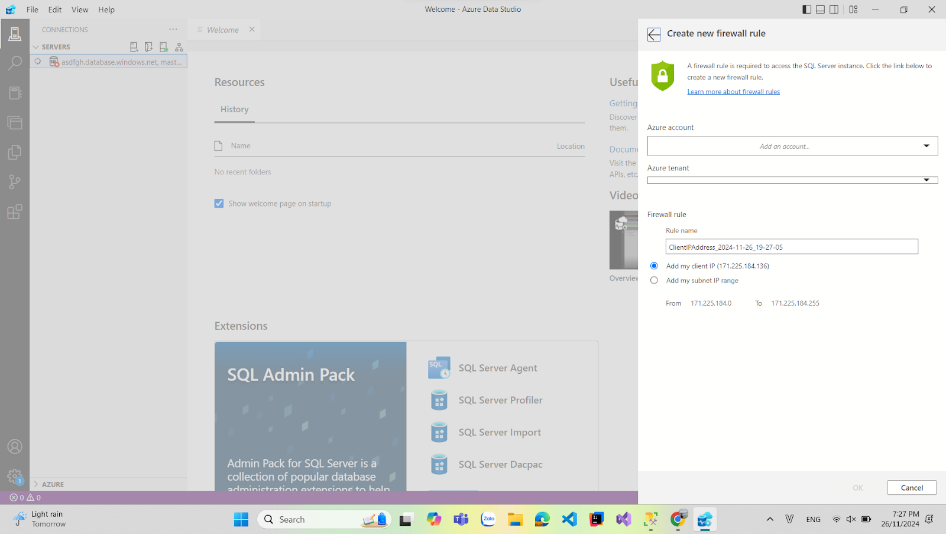 File Edit View Help
Welcome - Azure Data Studio
CONNECTIONS
SERVERS
asdfgh.database.windows.net, mast...
AZURE
0 0
Welcome
Resources
History
Name Location
No recent folders
Show welcome page on startup
Extensions
SQL Admin Pack
Admin Pack for SQL Server is a
collection of popular database
administration extensions to help
SQL
SQL Server Agent
SQL Server Profiler
SQL Server Import
SQL Server Dacpac
Usefu
Getting
Discover
them.
Docume
Visit the
APIs, etc.
Video
Overview
Create new firewall rule
A firewall rule is required to access the SQL Server instance. Click the link below to
create a new firewall rule.
Learn more about firewall rules
Azure account
Add an account...
Azure tenant
Firewall rule
Rule name
ClientIPAddress_2024-11-26_19-27-05
Add my client IP (171.225.184.136)
Add my subnet IP range
From 171.225.184.0 To 171.225.184.255
OK Cancel
Light rain
Tomorrow
Search
Zalo
ENG
7:27 PM
26/11/2024